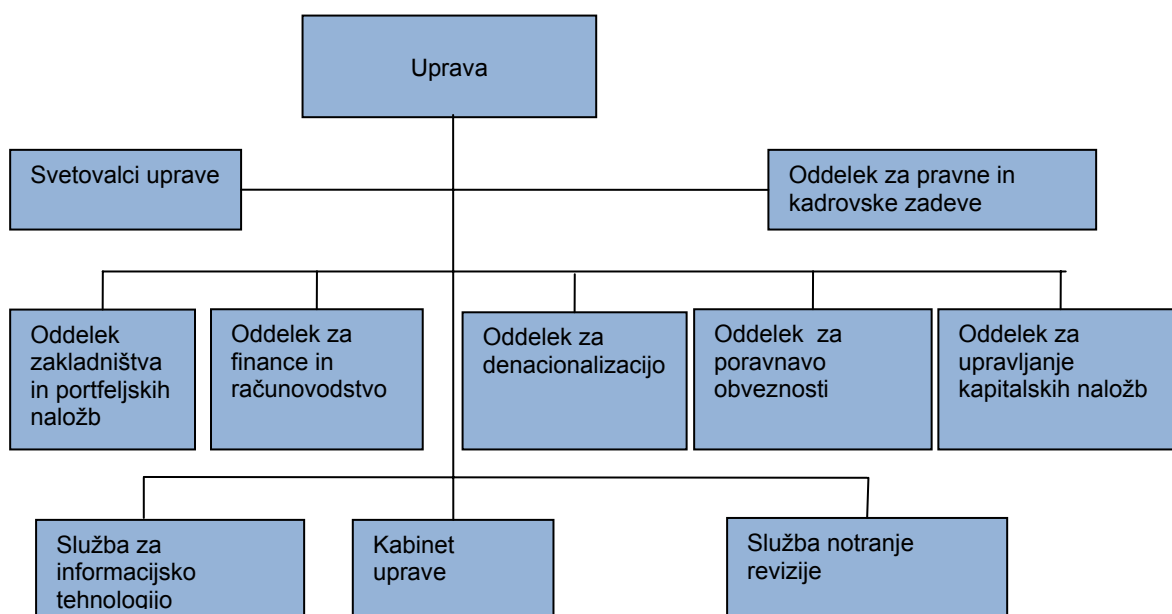 Uprava
Svetovalci uprave
Oddelek za pravne in
kadrovske zadeve
Oddelek
zakladništva
in portfeljskih
naložb
Oddelek za
finance in
računovodstvo
Oddelek za
denacionalizacijo
Oddelek za
poravnavo
obveznosti
Oddelek za
upravljanje
kapitalskih naložb
Služba za
informacijsko
tehnologijo
Kabinet
uprave
Služba notranje
revizije